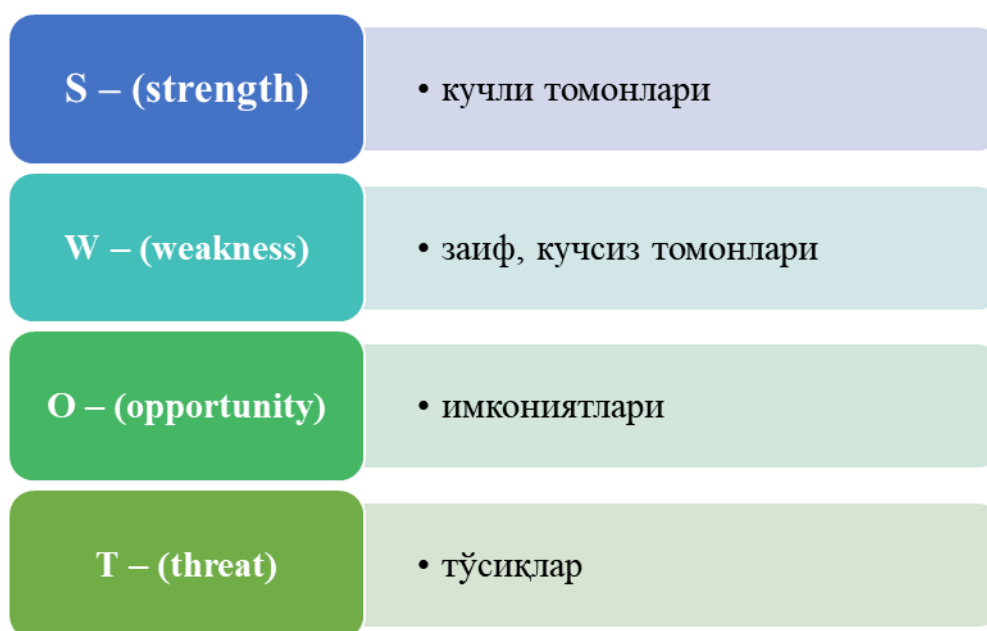 S – (strength)
• кучли томонлари
W – (weakness)
• заиф, кучсиз томонлари
O – (opportunity)
• имкониятлари
T – (threat)
• тўсиқлар